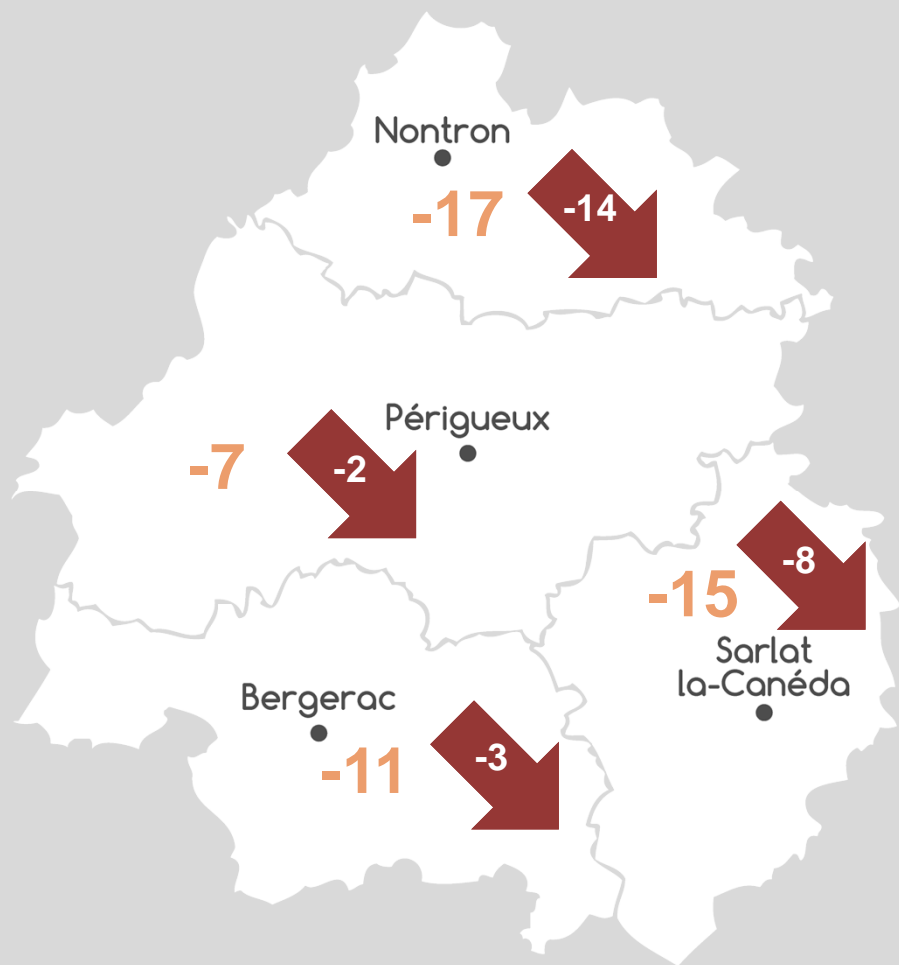 Nontron
-17
-14
Périgueux
-7
-2
-15
-8
Sarlat
la-Canéda
Bergerac
-11
-3